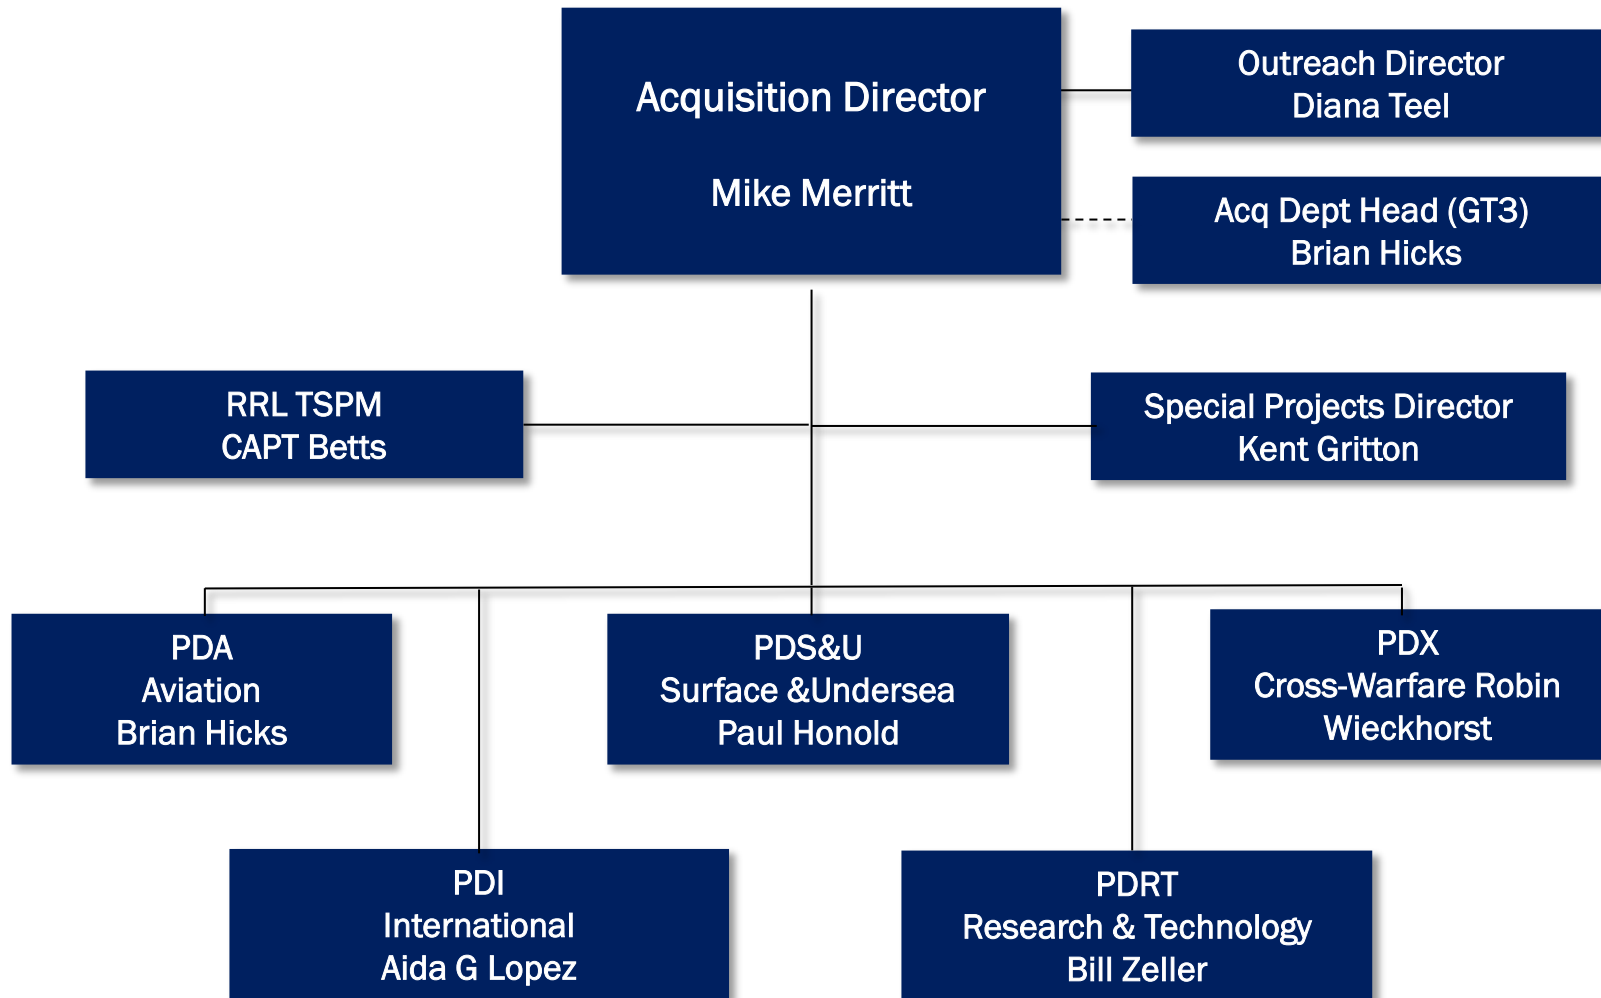 Acquisition Director
Mike Merritt
Outreach Director
Diana Teel
Acq Dept Head (GT3)
Brian Hicks
RRL TSPM
CAPT Betts
Special Projects Director
Kent Gritton
PDA
Aviation
Brian Hicks
PDS&U
Surface &Undersea
Paul Honold
PDX
Cross-Warfare Robin
Wieckhorst
PDI
International
Aida G Lopez
PDRT
Research & Technology
Bill Zeller